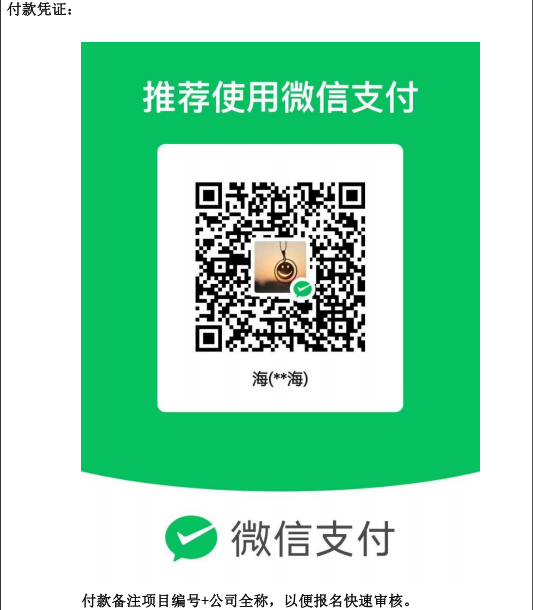 付款凭证：
推荐使用微信支付
海(**海)
微信支付
付款备注项目编号+公司全称，以便报名快速审核。